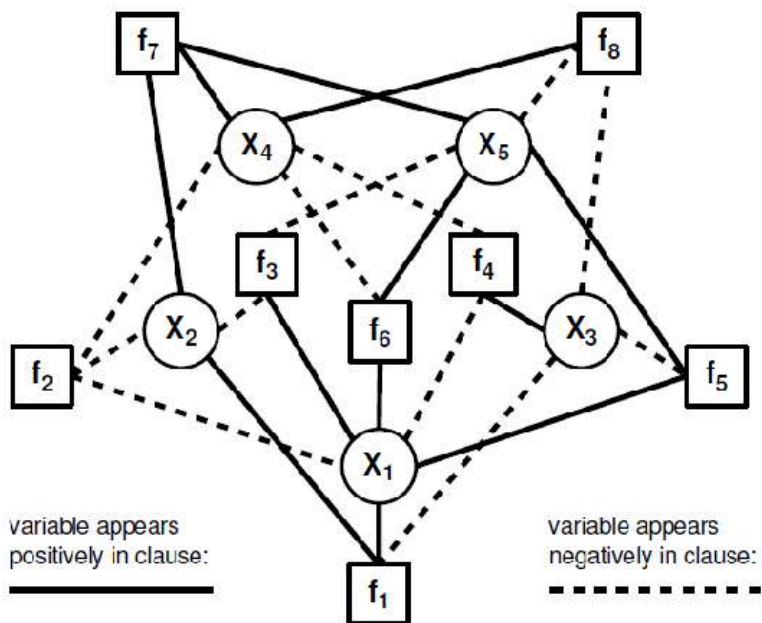 f7
f8
X4
X5
f3
f4
X2
f6
X3
f2
f5
X1
variable appears
positively in clause:
variable appears
negatively in clause:
f1